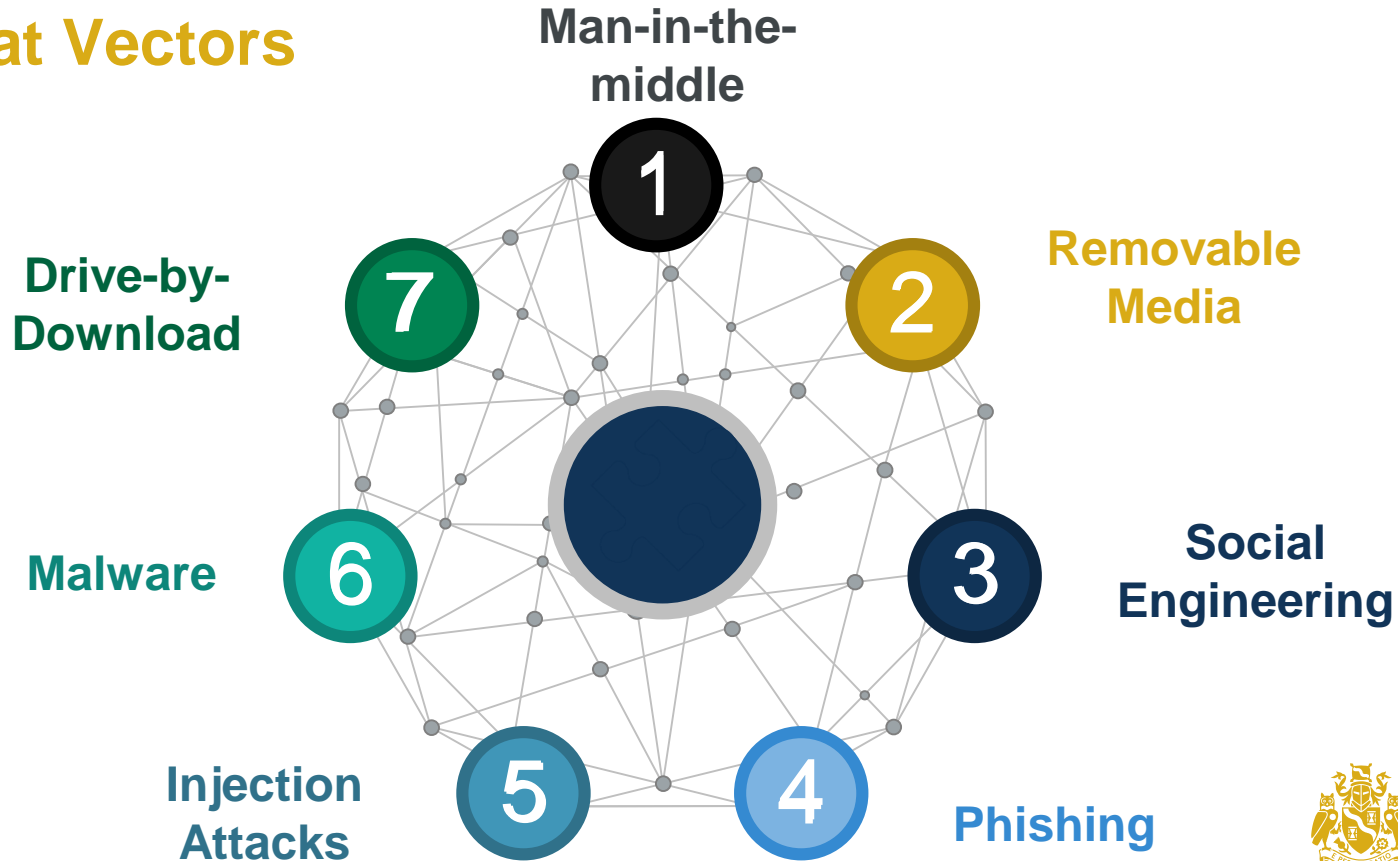 at Vectors
Man-in-the-
middle
1
Removable
Media
2
Social
Engineering
3
Phishing
4
Injection
Attacks
5
Malware
6
Drive-by-
Download
7